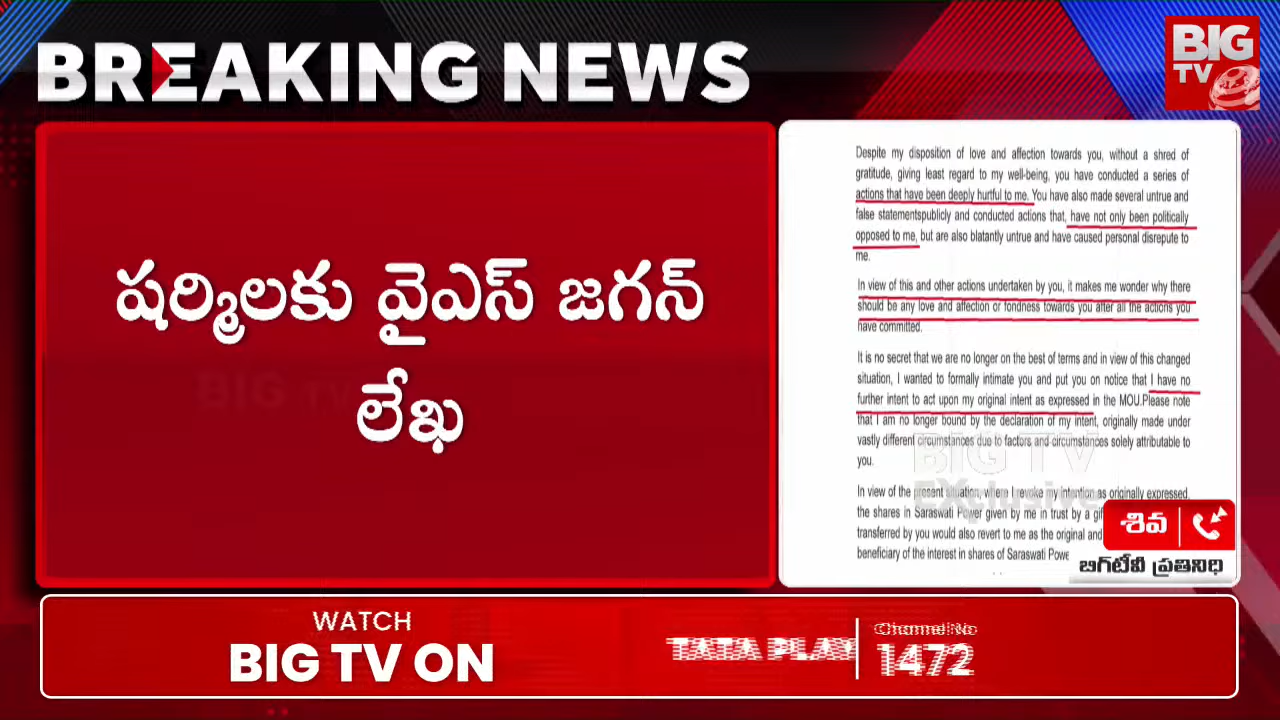 BREAKING NEWS
BIG
TV
షర్మిలకు వైఎస్ జగన్
లేఖ
Despite my disposition of love and affection towards you, without a shred of
gratitude, giving least regard to my well-being, you have conducted a series of
actions that have been deeply hurtful to me. You have also made several untrue and
false statementspublicly and conducted actions that, have not only been politically
opposed to me, but are also blatantly untrue and have caused personal disrepute to
me.
In view of this and other actions undertaken by you, it makes me wonder why there
should be any love and affection or fondness towards you after all the actions you
have committed.
It is no secret that we are no longer on the best of terms and in view of this changed
situation, I wanted to formally intimate you and put you on notice that I have no
further intent to act upon my original intent as expressed in the MOU.Please note
that I am no longer bound by the declaration of my intent, originally made under
vastly different circumstances due to factors and circumstances solely attributable to
you.
In view of the present situation, where I revoke my intention as originally expressed,
the shares in Saraswati Power given by me in trust by a
transferred by you would also revert to me as the original and
beneficiary of the interest in shares of Saraswati
BIG TV
EXclusive
శివ
బిగ్‌టీవీ ప్రతినిధి
BIG TV
WATCH
BIG TV ON
TATA PLAY
Channel No
1472